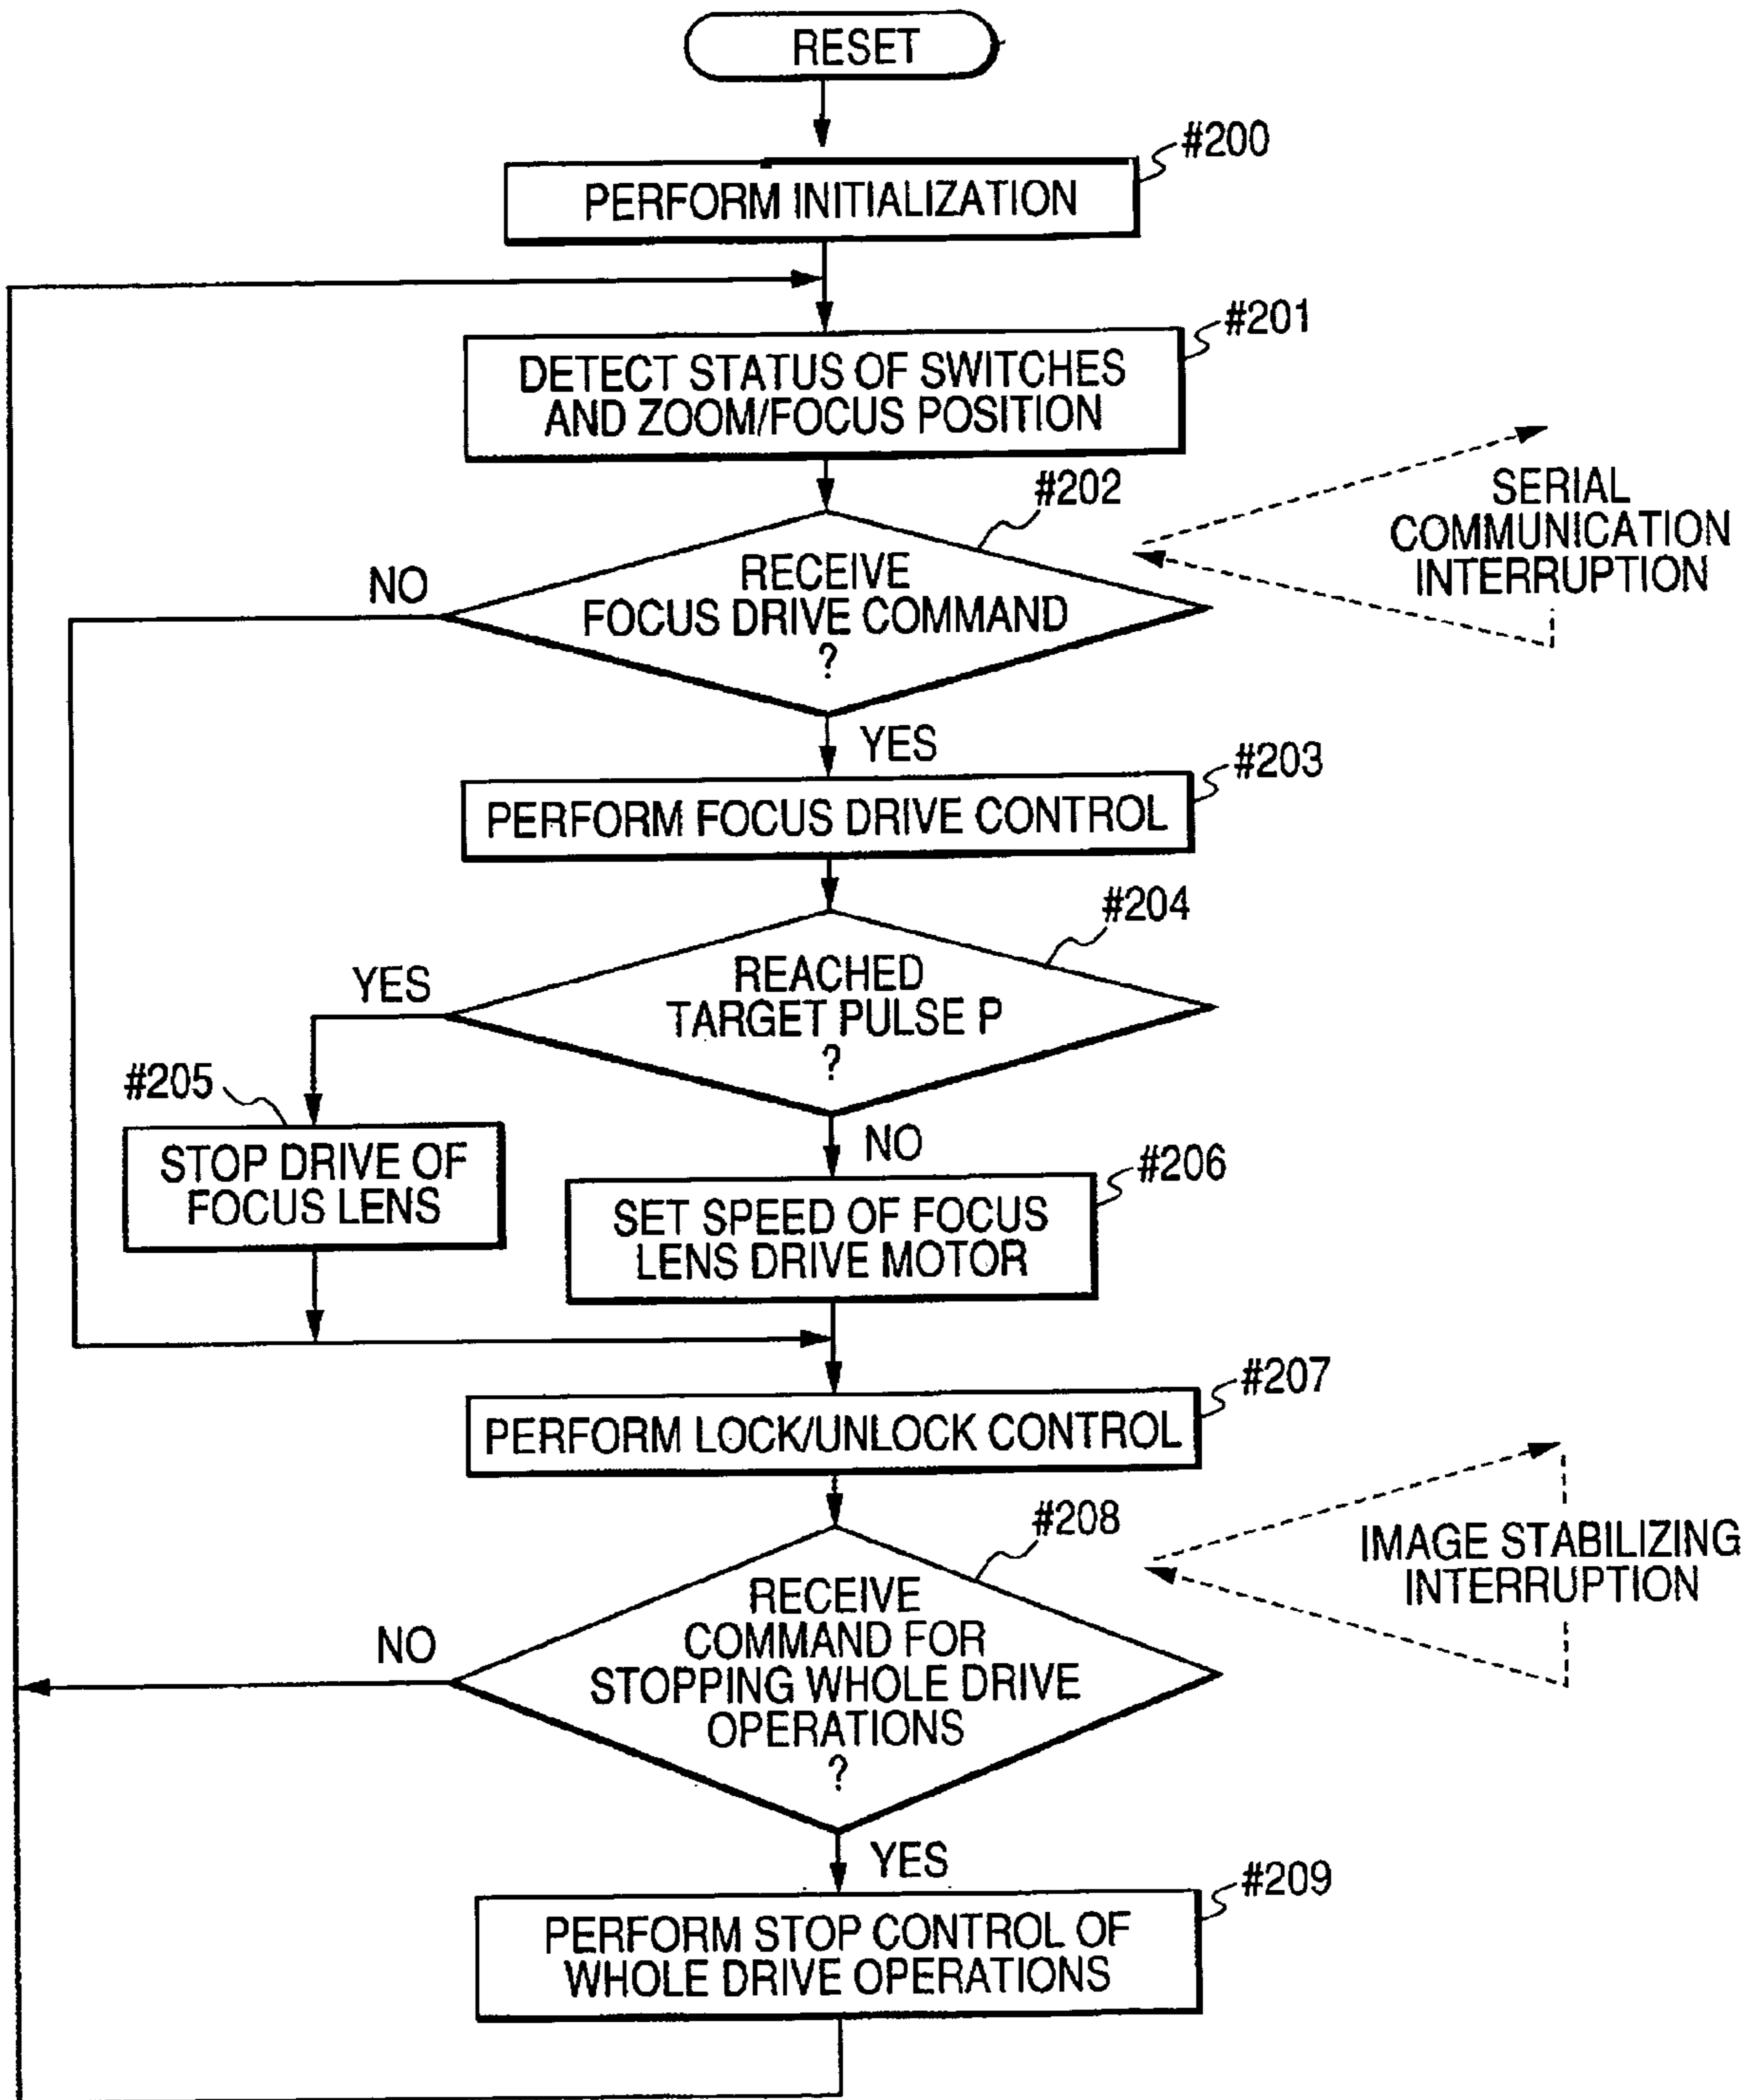 RESET
#200
PERFORM INITIALIZATION
#201
DETECT STATUS OF SWITCHES
AND ZOOM/FOCUS POSITION
#202
SERIAL
COMMUNICATION
INTERRUPTION
NO
RECEIVE
FOCUS DRIVE COMMAND
?
YES
#203
PERFORM FOCUS DRIVE CONTROL
#204
YES
REACHED
TARGET PULSE P
?
#205
NO
STOP DRIVE OF
FOCUS LENS
#206
SET SPEED OF FOCUS
LENS DRIVE MOTOR
#207
PERFORM LOCK/UNLOCK CONTROL
#208
IMAGE STABILIZING
INTERRUPTION
NO
RECEIVE
COMMAND FOR
STOPPING WHOLE DRIVE
OPERATIONS
?
YES
#209
PERFORM STOP CONTROL OF
WHOLE DRIVE OPERATIONS